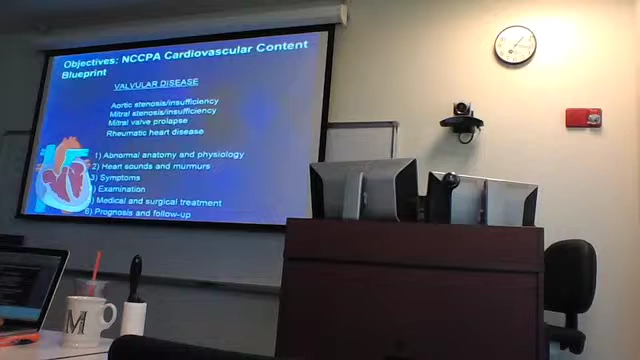 Objectives: NCCPA Cardiovascular Content
Blueprint
VALVULAR DISEASE
Aortic stenosis/insufficiency
Mitral stenosis/insufficiency
Mitral valve prolapse
Rheumatic heart disease
1) Abnormal anatomy and physiology
2) Heart sounds and murmurs
3) Symptoms
) Examination
) Medical and surgical treatment
6) Prognosis and follow-up
M